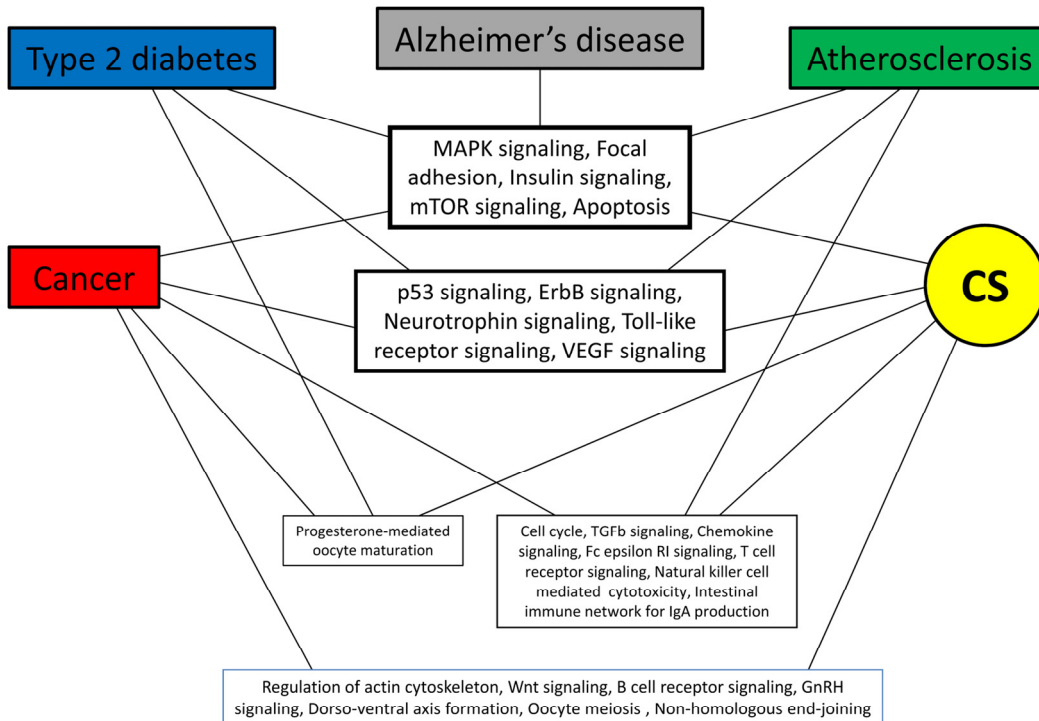 Alzheimer's disease
Type 2 diabetes
Atherosclerosis
MAPK signaling, Focal
adhesion, Insulin signaling,
mTOR signaling, Apoptosis
Cancer
CS
p53 signaling, ErbB signaling,
Neurotrophin signaling, Toll-like
receptor signaling, VEGF signaling
Progesterone-mediated
oocyte maturation
Cell cycle, TGFb signaling, Chemokine
signaling, Fc epsilon RI signaling, T cell
receptor signaling, Natural killer cell
mediated cytotoxicity, Intestinal
immune network for IgA production
Regulation of actin cytoskeleton, Wnt signaling, B cell receptor signaling, GnRH
signaling, Dorso-ventral axis formation, Oocyte meiosis , Non-homologous end-joining